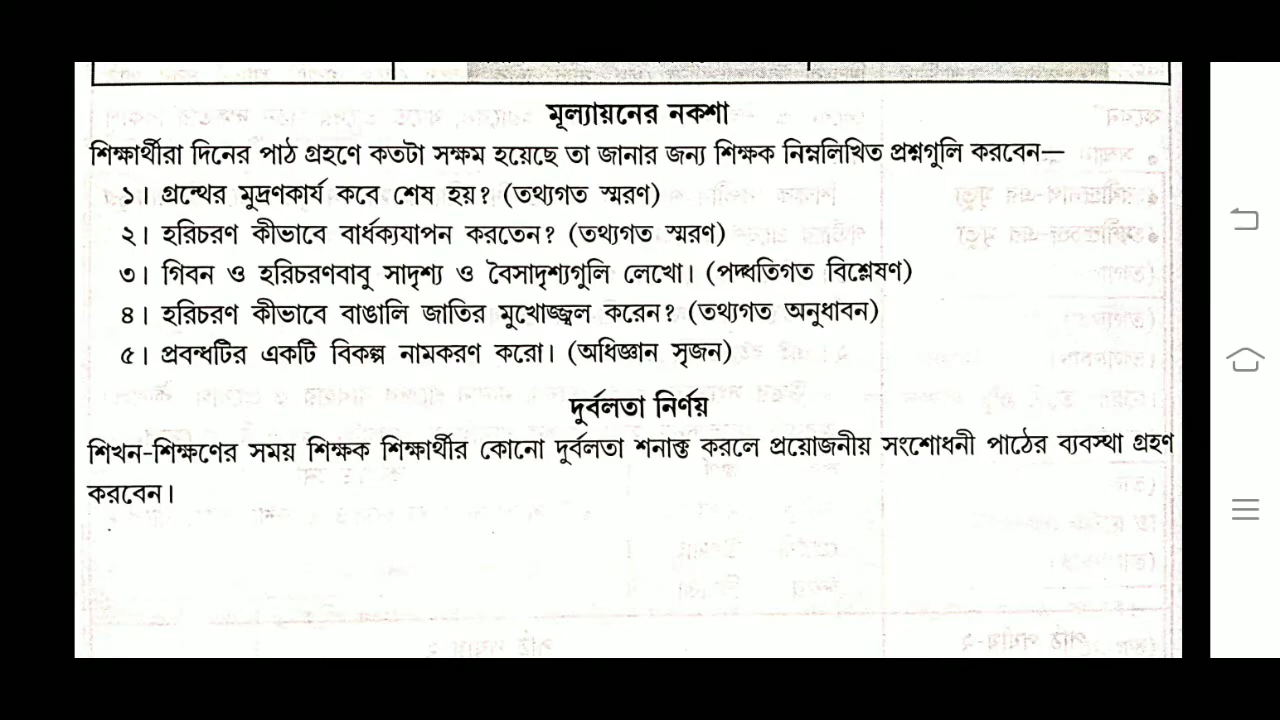 মূল্যায়নের নকশা
শিক্ষার্থীরা দিনের পাঠ গ্রহণে কতটা সক্ষম হয়েছে তা জানার জন্য শিক্ষক নিম্নলিখিত প্রশ্নগুলি করবেন—
১। গ্রন্থের মুদ্রণকার্য কবে শেষ হয়? (তথ্যগত স্মরণ)
২। হরিচরণ কীভাবে বার্ধক্যযাপন করতেন? (তথ্যগত স্মরণ)
৩। গিবন ও হরিচরণবাবু সাদৃশ্য ও বৈসাদৃশ্যগুলি লেখো। (পদ্ধতিগত বিশ্লেষণ)
৪। হরিচরণ কীভাবে বাঙালি জাতির মুখোজ্জ্বল করেন? (তথ্যগত অনুধাবন)
৫। প্রবন্ধটির একটি বিকল্প নামকরণ করো। (অধিজ্ঞান সৃজন)
দুর্বলতা নির্ণয়
শিখন-শিক্ষণের সময় শিক্ষক শিক্ষার্থীর কোনো দুর্বলতা শনাক্ত করলে প্রয়োজনীয় সংশোধনী পাঠের ব্যবস্থা গ্রহণ
করবেন।